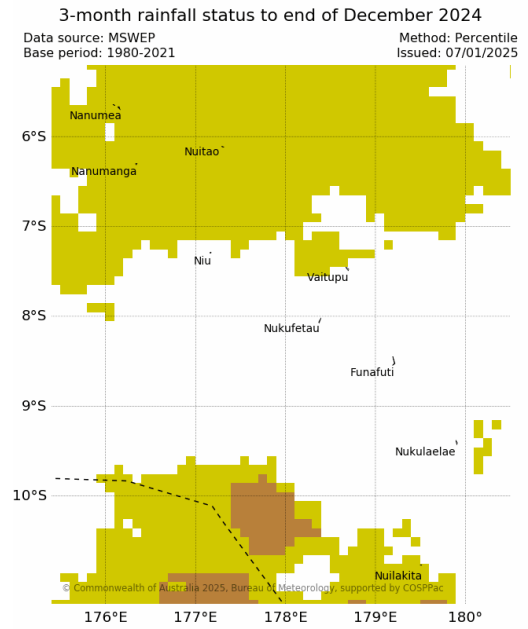 3-month rainfall status to end of December 2024
Data source: MSWEP
Method: Percentile
Base period: 1980-2021
Issued: 07/01/2025
Nanumea
6°S
Nuitao
Nanumanga
7°S
Niu
Vaitupu
8°S
Nukufetau
Funafuti
9°S
Nukulaelae
10°S
Nuilakita
© Commonwealth of Australia 2025, Bureau of Meteorology, supported by COSPPac
176°E 177°E 178°E 179°E 180°